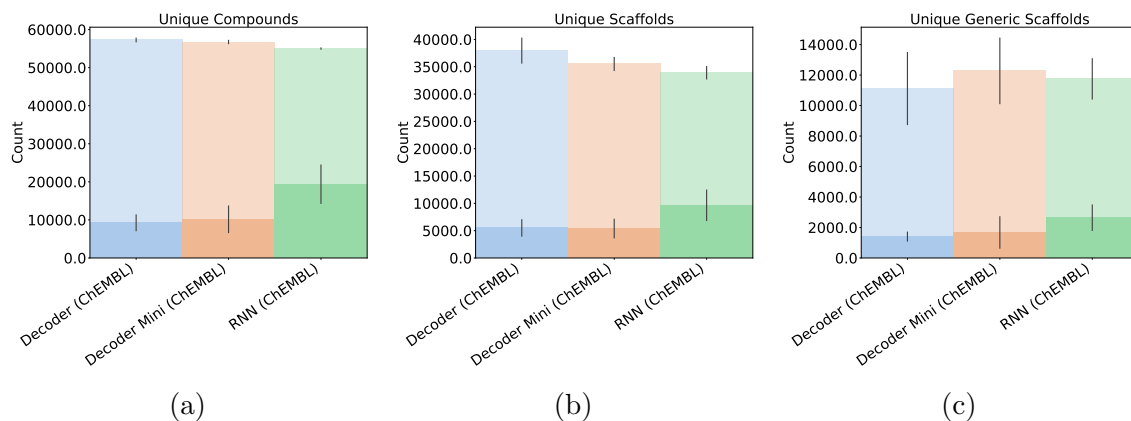 Unique Compounds
60000.0
50000.0
40000.0
30000.0
20000.0
10000.0
0.0
Count
Decoder (ChEMBL)
Decoder Mini (ChEMBL)
RNN (ChEMBL)
(a)
Unique Scaffolds
40000.0
35000.0
30000.0
25000.0
20000.0
15000.0
10000.0
5000.0
0.0
Count
Decoder (ChEMBL)
Decoder Mini (ChEMBL)
RNN (ChEMBL)
(b)
Unique Generic Scaffolds
14000.0
12000.0
10000.0
8000.0
6000.0
4000.0
2000.0
0.0
Count
Decoder (ChEMBL)
Decoder Mini (ChEMBL)
RNN (ChEMBL)
(c)